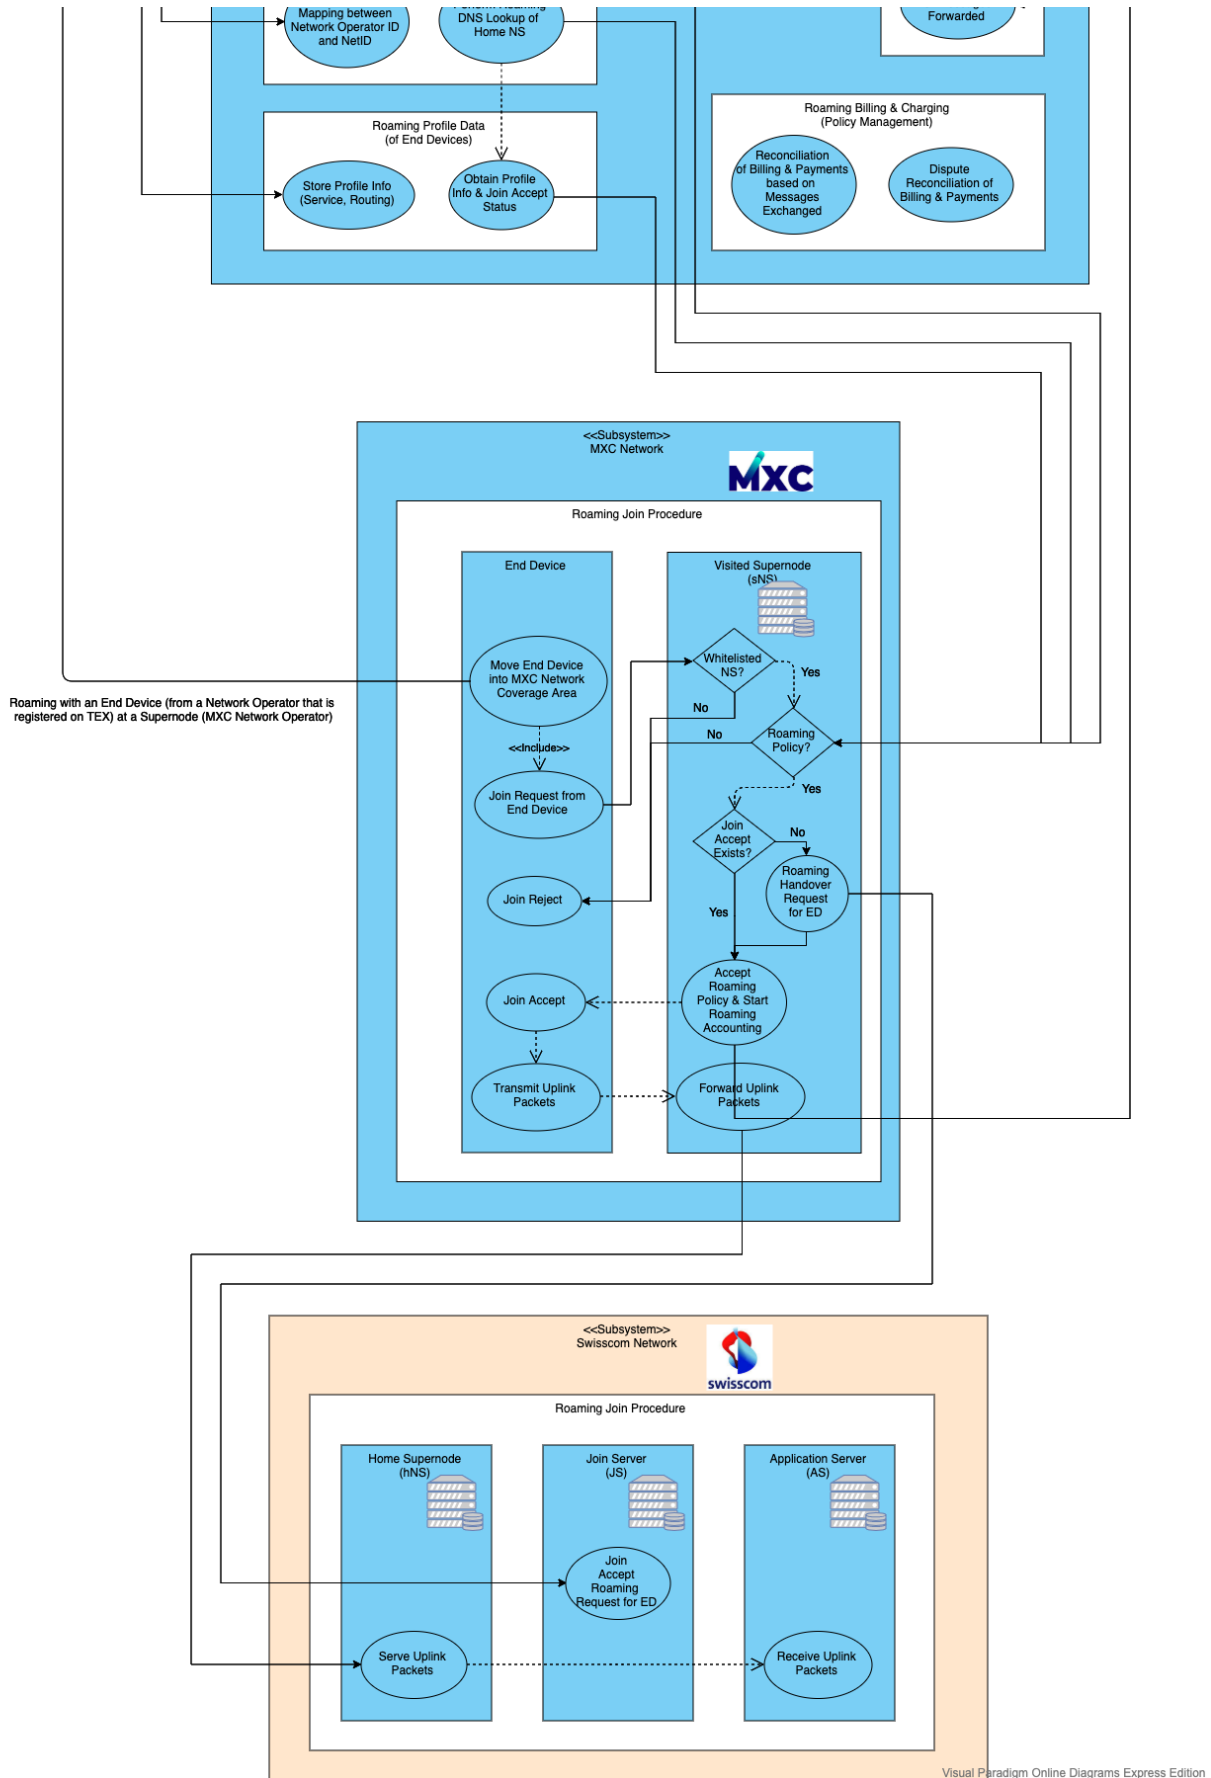 Mapping between
Network Operator ID
and NetID
Perform Roaming
DNS Lookup of
Home NS
Forwarded
Roaming Profile Data
(of End Devices)
Store Profile Info
(Service, Routing)
Obtain Profile
Info & Join Accept
Status
Roaming Billing & Charging
(Policy Management)
Reconciliation
of Billing & Payments
based on
Messages
Exchanged
Dispute
Reconciliation of
Billing & Payments
<<Subsystem>>
MXC Network
MXC
Roaming Join Procedure
End Device
Visited Supernode
(sNS)
Move End Device
into MXC Network
Coverage Area
Whitelisted
NS?
Yes
No
Roaming with an End Device (from a Network Operator that is
registered on TEX) at a Supernode (MXC Network Operator)
<<Include>>
No
Roaming
Policy?
Yes
Join Request from
End Device
Join
Accept
Exists?
No
Roaming
Handover
Request
for ED
Join Reject
Yes
Accept
Roaming
Policy & Start
Roaming
Accounting
Join Accept
Transmit Uplink
Packets
Forward Uplink
Packets
<<Subsystem>>
Swisscom Network
swisscom
Roaming Join Procedure
Home Supernode
(hNS)
Join Server
(JS)
Application Server
(AS)
Join
Accept
Roaming
Request for ED
Serve Uplink
Packets
Receive Uplink
Packets
Visual Paradigm Online Diagrams Express Edition